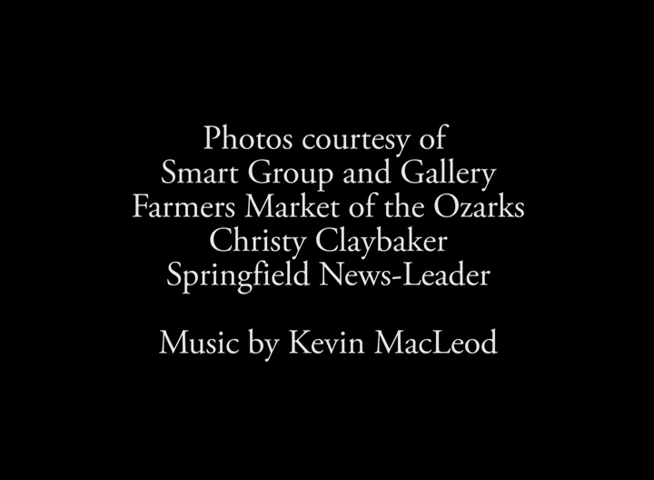 Photos courtesy of
Smart Group and Gallery
Farmers Market of the Ozarks
Christy Claybaker
Springfield News-Leader
Music by Kevin MacLeod